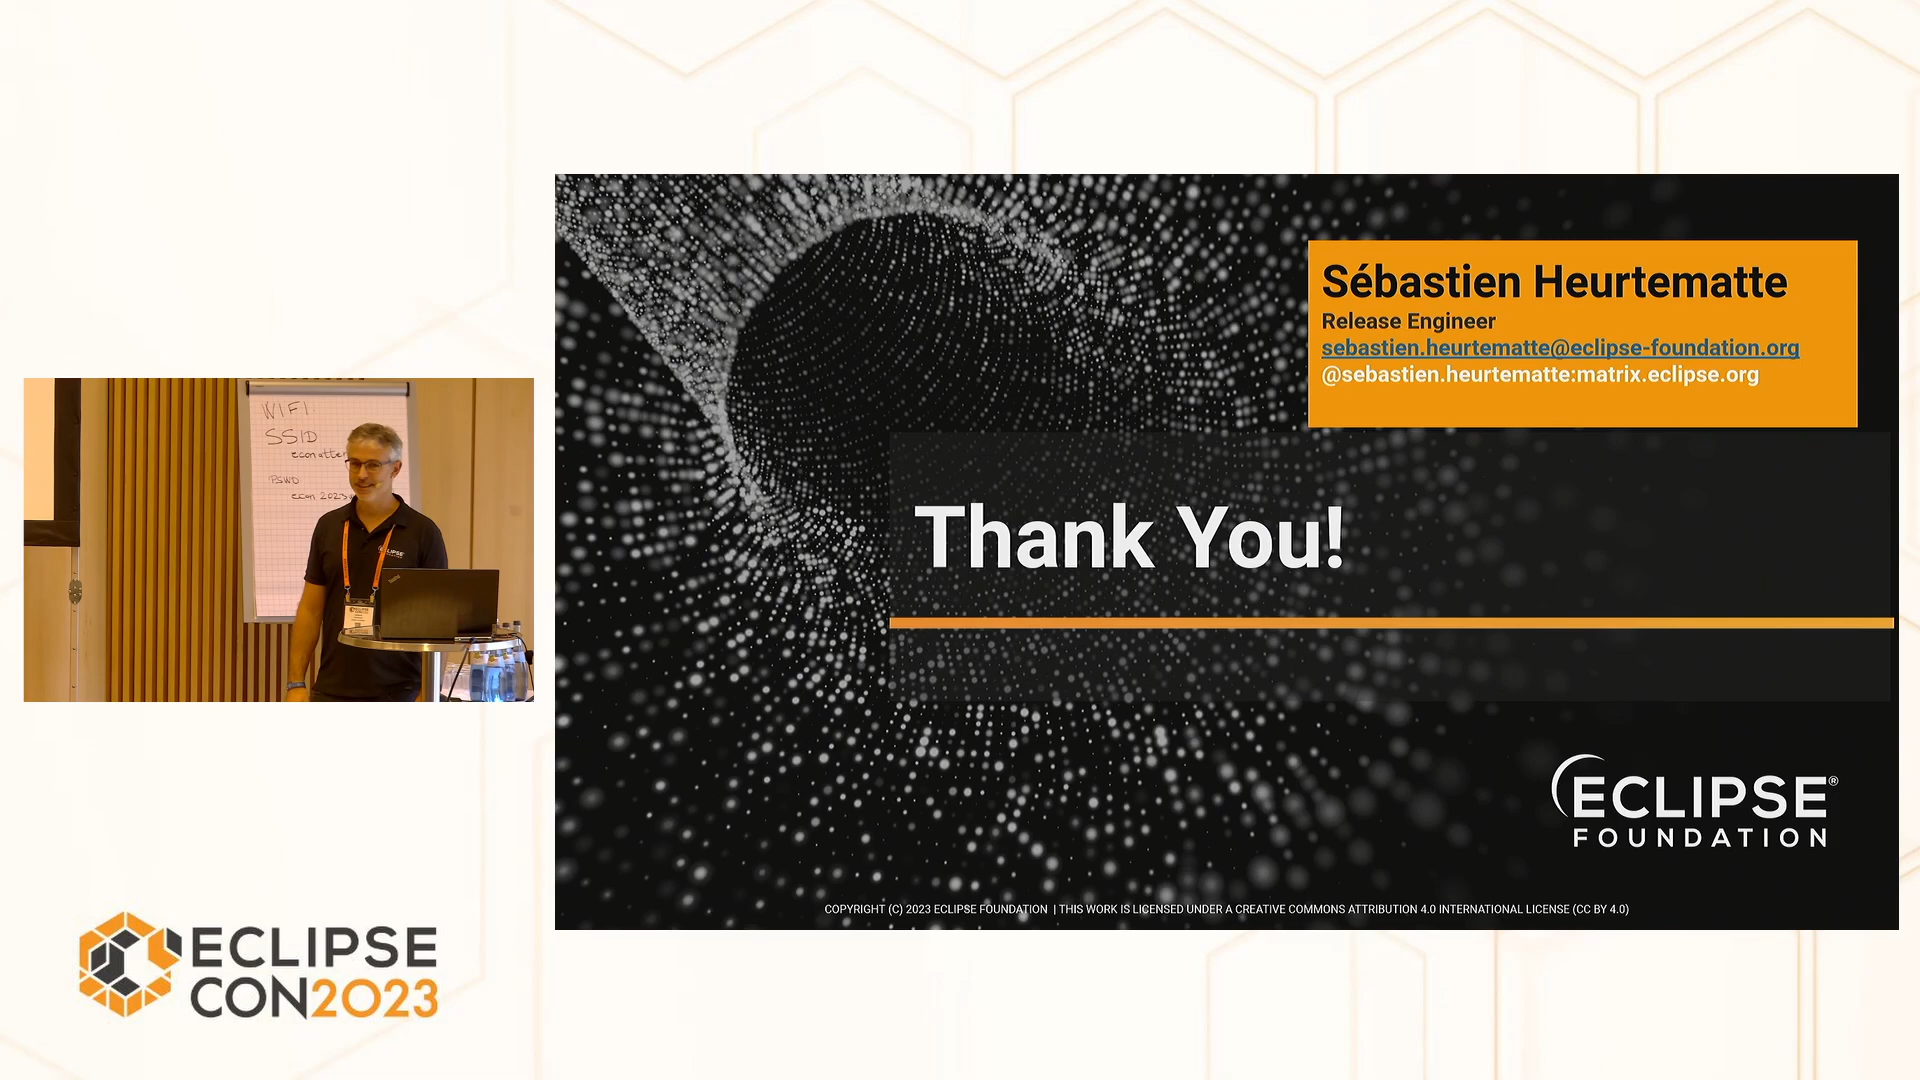 WIFI
SSID
PSWD
Sébastien Heurtematte
Release Engineer
sebastien.heurtematte@eclipse-foundation.org
@sebastien.heurtematte:matrix.eclipse.org
Thank You!
ECLIPSE®
FOUNDATION
COPYRIGHT (C) 2023 ECLIPSE FOUNDATION | THIS WORK IS LICENSED UNDER A CREATIVE COMMONS ATTRIBUTION 4.0 INTERNATIONAL LICENSE (CC BY 4.0)
ECLIPSE
CON2023